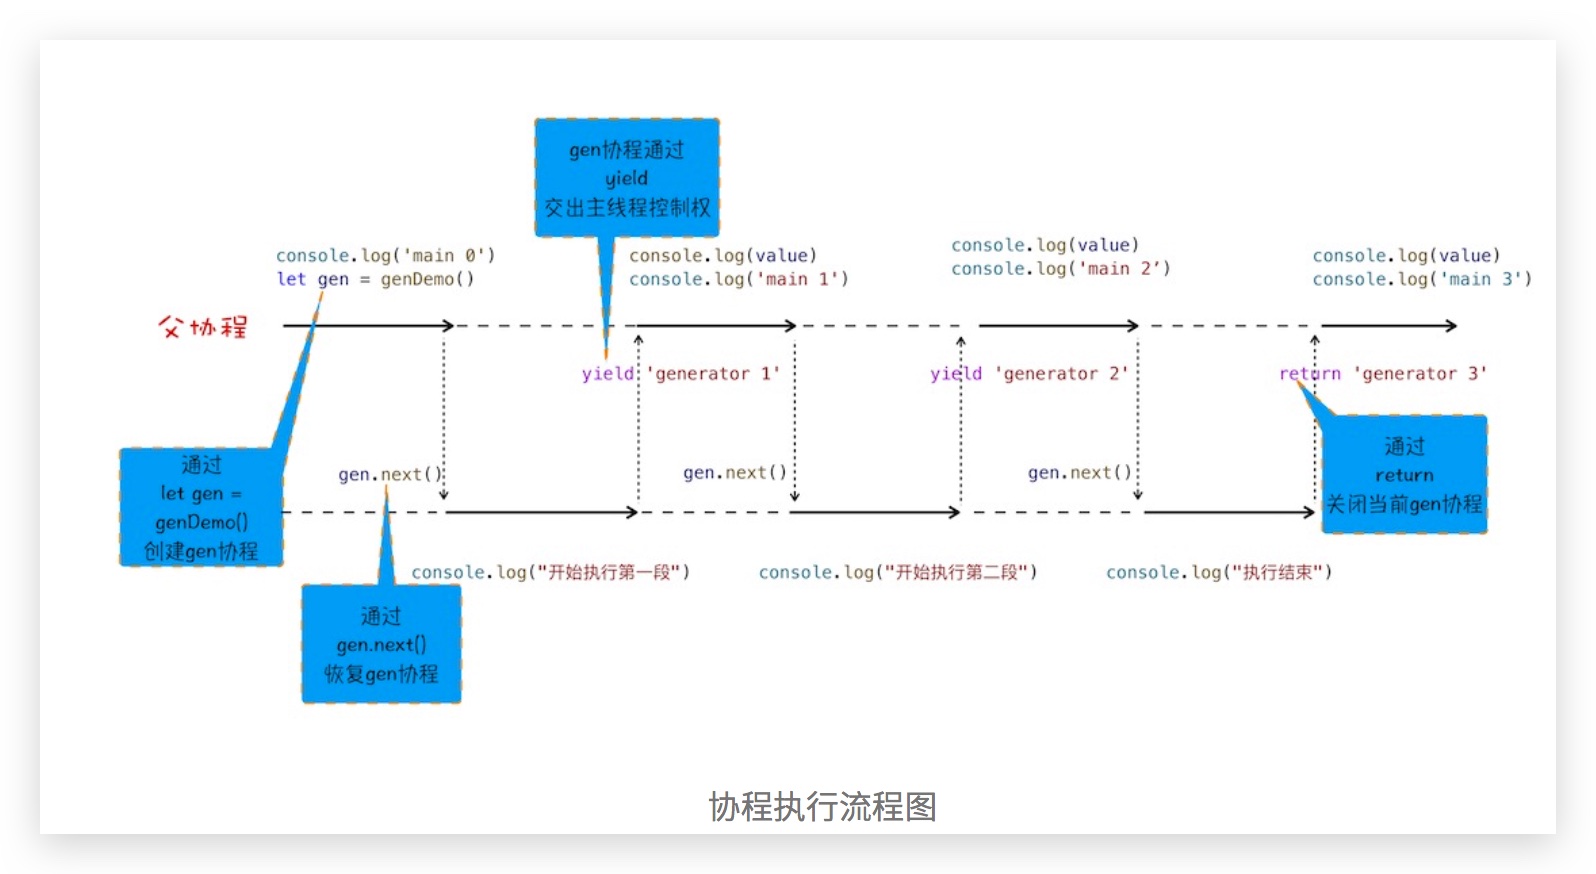 gen协程通过
yield
交出主线程控制权
console.log('main 0')
let gen = genDemo()
console.log(value)
console.log('main 1')
console.log(value)
console.log('main 2’)
console.log(value)
console.log('main 3')
父协程
yield 'generator 1'
yield 'generator 2'
return 'generator 3'
通过
let gen =
genDemo()
创建gen协程
gen.next()
gen.next()
gen.next()
通过
return
关闭当前gen协程
console.log("开始执行第一段")
console.log("开始执行第二段")
console.log("执行结束")
通过
gen.next()
恢复gen协程
协程执行流程图